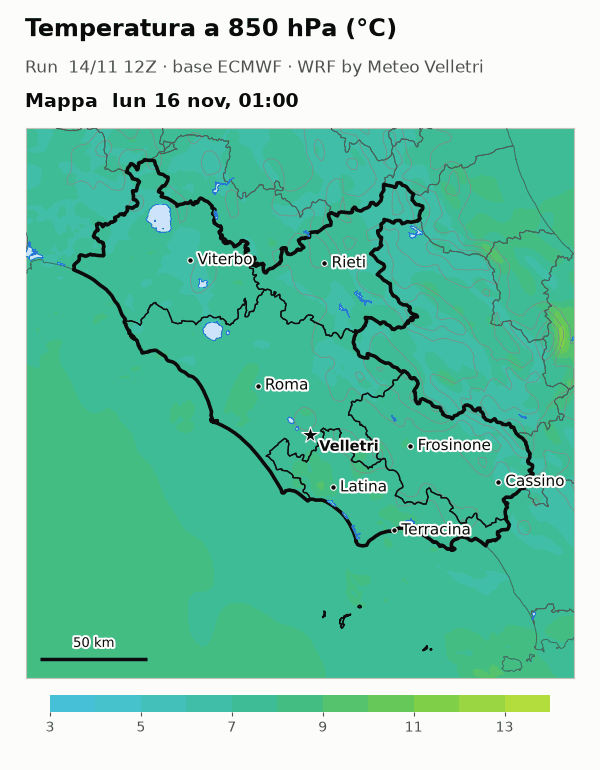 Temperatura a 850 hPa (°C)
Run  14/11 12Z · base ECMWF · WRF by Meteo Velletri
Mappa  lun 16 nov, 01:00
Viterbo
Rieti
Roma
Velletri
Frosinone
Latina
Cassino
Terracina
50 km
3 5 7 9 11 13